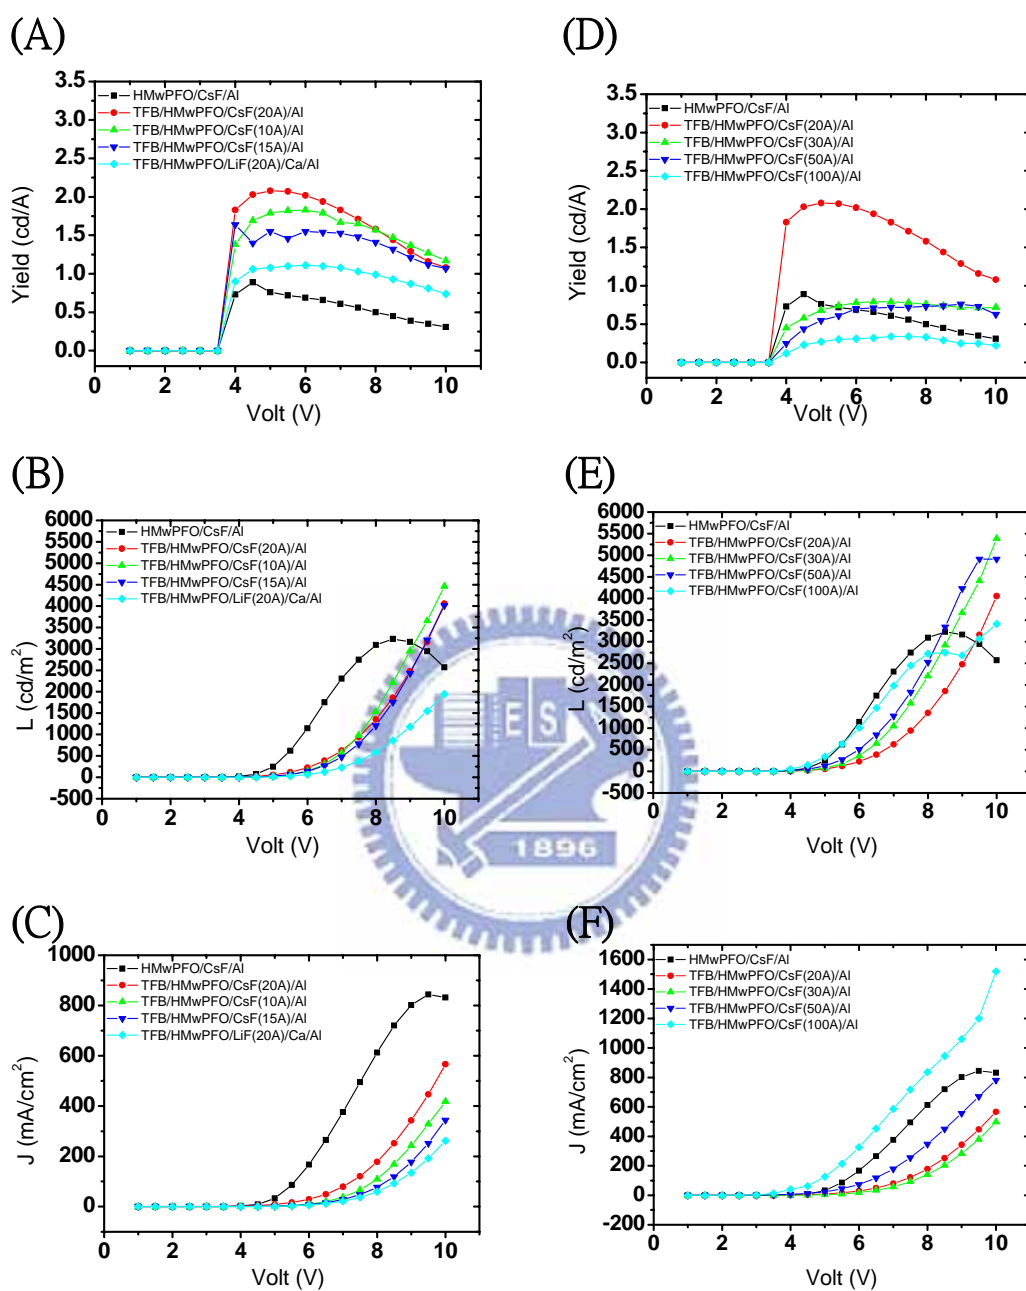 (A)
3.5
3.0
2.5
2.0
1.5
1.0
0.5
0.0
Yield (cd/A)
HMwPFO/CsF/Al
TFB/HMwPFO/CsF(20A)/Al
TFB/HMwPFO/CsF(10A)/Al
TFB/HMwPFO/CsF(15A)/Al
TFB/HMwPFO/LiF(20A)/Ca/Al
0 2 4 6 8 10
Volt (V)
(D)
3.5
3.0
2.5
2.0
1.5
1.0
0.5
0.0
Yield (cd/A)
HMwPFO/CsF/Al
TFB/HMwPFO/CsF(20A)/Al
TFB/HMwPFO/CsF(30A)/Al
TFB/HMwPFO/CsF(50A)/Al
TFB/HMwPFO/CsF(100A)/Al
0 2 4 6 8 10
Volt (V)
(B)
6000
5500
5000
4500
4000
3500
3000
2500
2000
1500
1000
500
0
-500
L (cd/m²)
HMwPFO/CsF/Al
TFB/HMwPFO/CsF(20A)/Al
TFB/HMwPFO/CsF(10A)/Al
TFB/HMwPFO/CsF(15A)/Al
TFB/HMwPFO/LiF(20A)/Ca/Al
0 2 4 6 8 10
Volt (V)
(E)
6000
5500
5000
4500
4000
3500
3000
2500
2000
1500
1000
500
0
-500
L (cd/m²)
HMwPFO/CsF/Al
TFB/HMwPFO/CsF(20A)/Al
TFB/HMwPFO/CsF(30A)/Al
TFB/HMwPFO/CsF(50A)/Al
TFB/HMwPFO/CsF(100A)/Al
0 2 4 6 8 10
Volt (V)
ES
1896
(C)
1000
800
600
400
200
0
J (mA/cm²)
HMwPFO/CsF/Al
TFB/HMwPFO/CsF(20A)/Al
TFB/HMwPFO/CsF(10A)/Al
TFB/HMwPFO/CsF(15A)/Al
TFB/HMwPFO/LiF(20A)/Ca/Al
0 2 4 6 8 10
Volt (V)
(F)
1600
1400
1200
1000
800
600
400
200
0
-200
J (mA/cm²)
HMwPFO/CsF/Al
TFB/HMwPFO/CsF(20A)/Al
TFB/HMwPFO/CsF(30A)/Al
TFB/HMwPFO/CsF(50A)/Al
TFB/HMwPFO/CsF(100A)/Al
0 2 4 6 8 10
Volt (V)